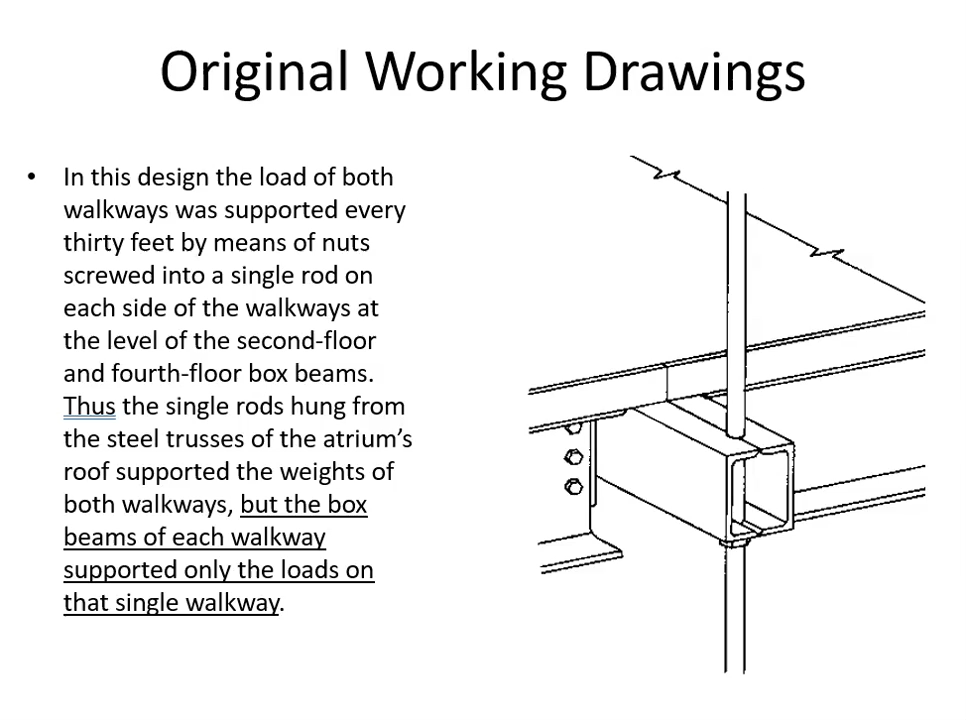 Original Working Drawings
• In this design the load of both
walkways was supported every
thirty feet by means of nuts
screwed into a single rod on
each side of the walkways at
the level of the second-floor
and fourth-floor box beams.
Thus the single rods hung from
the steel trusses of the atrium's
roof supported the weights of
both walkways, but the box
beams of each walkway
supported only the loads on
that single walkway.